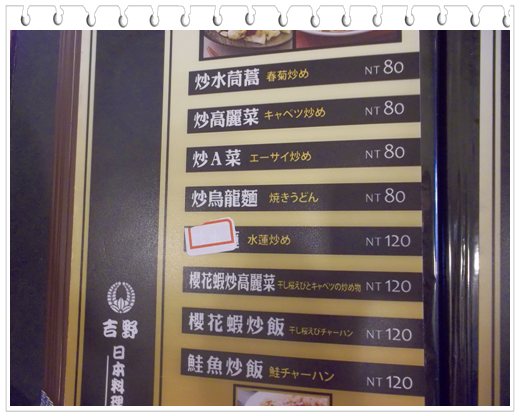 炒水茼蒿 春菊炒め NT 80
炒高麗菜 キャベツ炒め NT 80
炒A菜 エーサイ炒め NT 80
炒烏龍麵 焼きうどん NT 80
水蓮炒め NT 120
櫻花蝦炒高麗菜 干し桜えびとキャベツの炒め物 NT 120
櫻花蝦炒飯 干し桜えびチャーハン NT 120
鮭魚炒飯 鮭チャーハン NT 120
吉野
日本料理